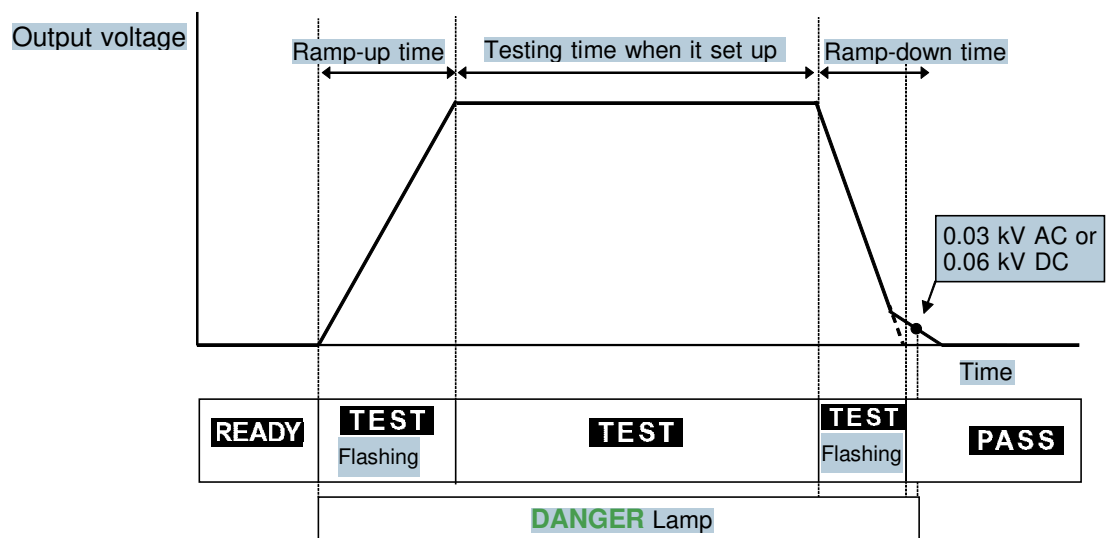 Output voltage
Ramp-up time
Testing time when it set up
Ramp-down time
0.03 kV AC or
0.06 kV DC
Time
READY
TEST
Flashing
TEST
TEST
Flashing
PASS
DANGER Lamp